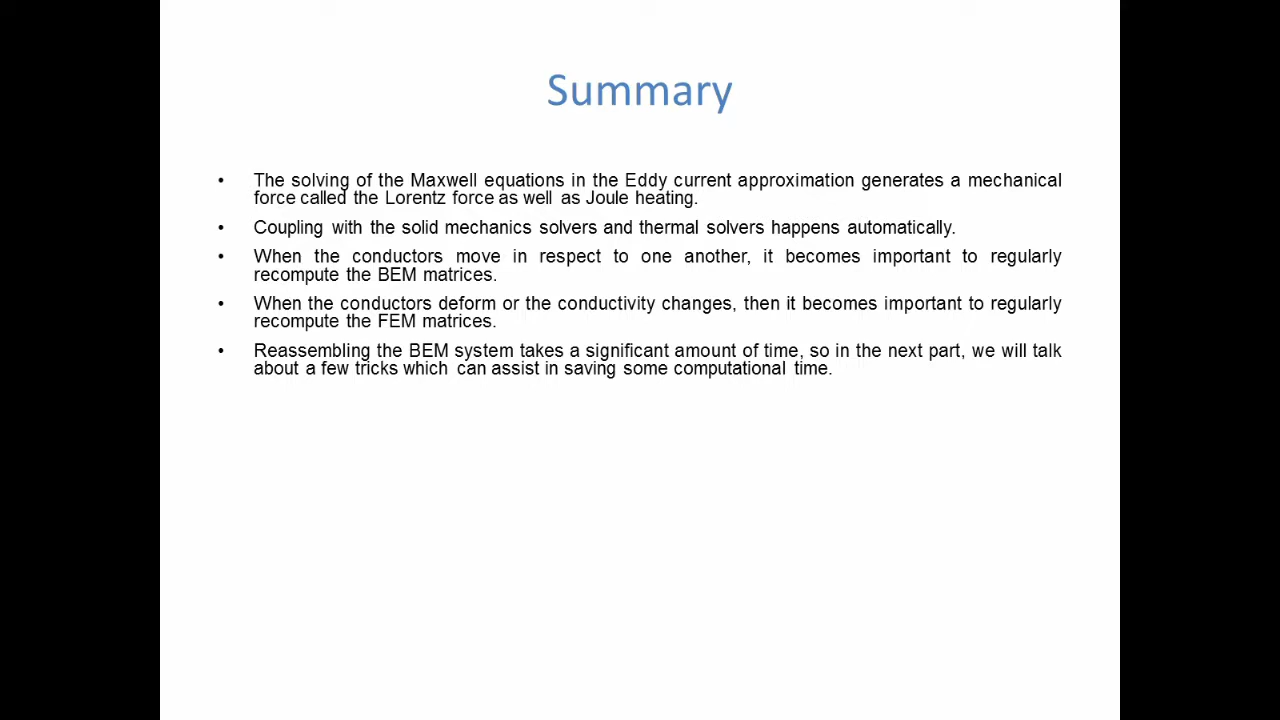 Summary
• The solving of the Maxwell equations in the Eddy current approximation generates a mechanical
force called the Lorentz force as well as Joule heating.
• Coupling with the solid mechanics solvers and thermal solvers happens automatically.
• When the conductors move in respect to one another, it becomes important to regularly
recompute the BEM matrices.
• When the conductors deform or the conductivity changes, then it becomes important to regularly
recompute the FEM matrices.
• Reassembling the BEM system takes a significant amount of time, so in the next part, we will talk
about a few tricks which can assist in saving some computational time.